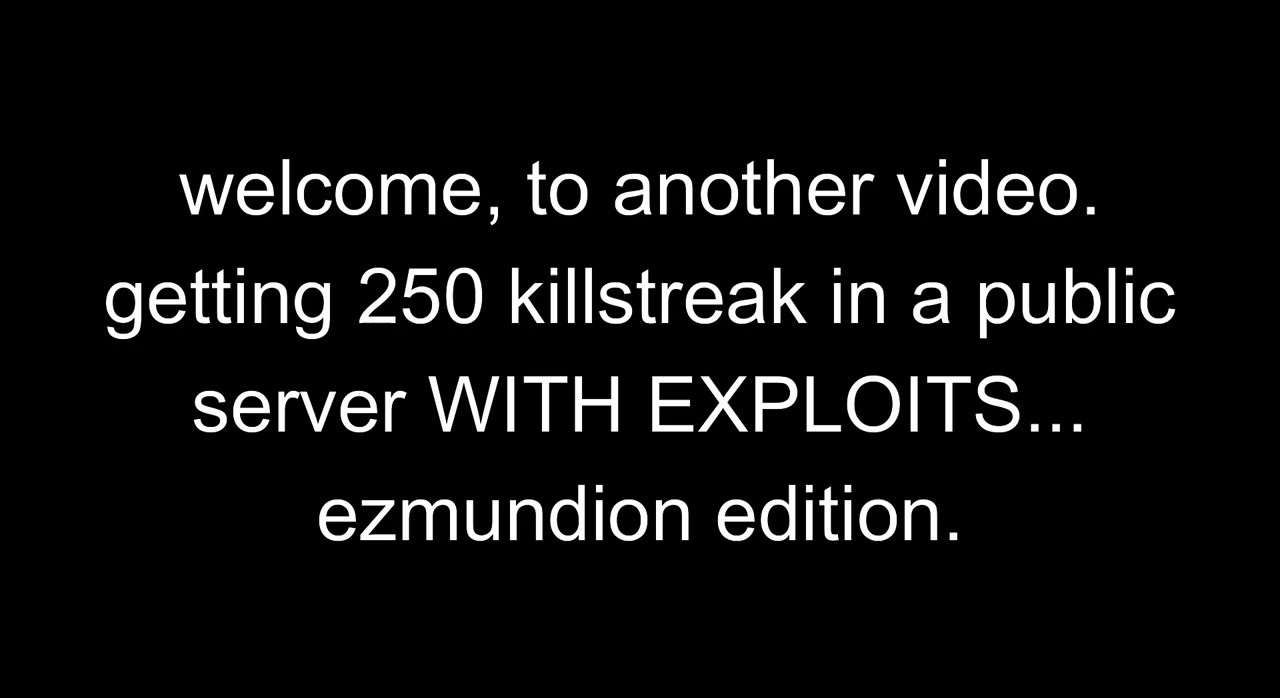 welcome, to another video.
getting 250 killstreak in a public
server WITH EXPLOITS...
ezmundion edition.